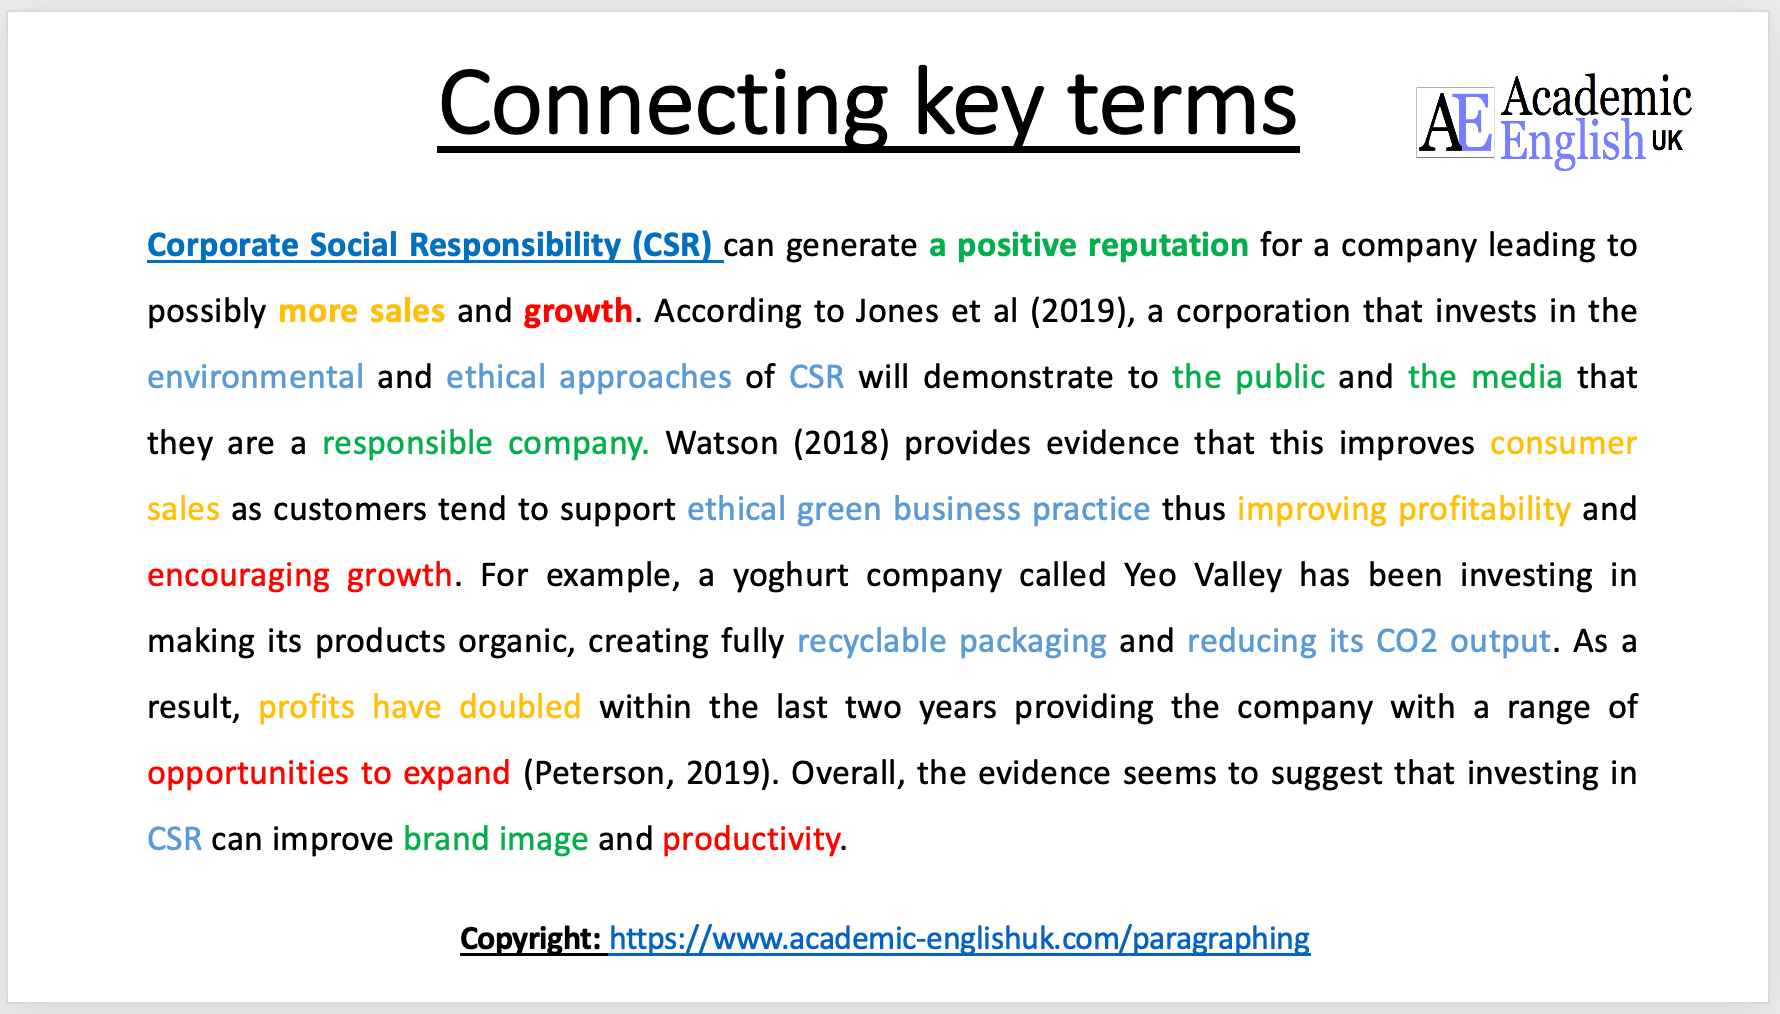 Connecting key terms
AE Academic
English UK
Corporate Social Responsibility (CSR) can generate a positive reputation for a company leading to
possibly more sales and growth. According to Jones et al (2019), a corporation that invests in the
environmental and ethical approaches of CSR will demonstrate to the public and the media that
they are a responsible company. Watson (2018) provides evidence that this improves consumer
sales as customers tend to support ethical green business practice thus improving profitability and
encouraging growth. For example, a yoghurt company called Yeo Valley has been investing in
making its products organic, creating fully recyclable packaging and reducing its CO2 output. As a
result, profits have doubled within the last two years providing the company with a range of
opportunities to expand (Peterson, 2019). Overall, the evidence seems to suggest that investing in
CSR can improve brand image and productivity.
Copyright: https://www.academic-englishuk.com/paragraphing